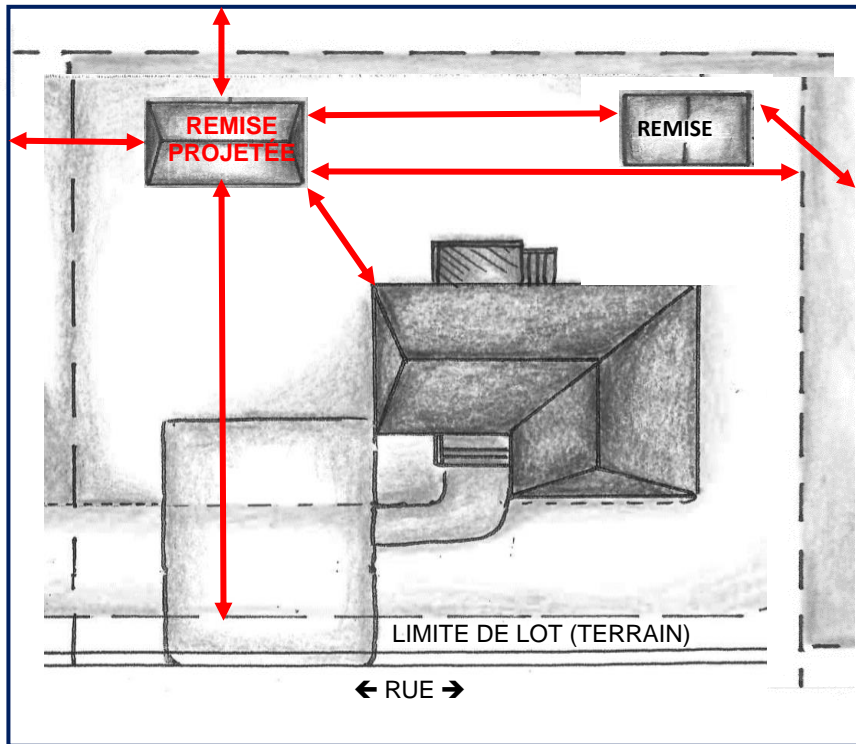 REMISE
PROJETÉE
REMISE
LIMITE DE LOT (TERRAIN)
← RUE →